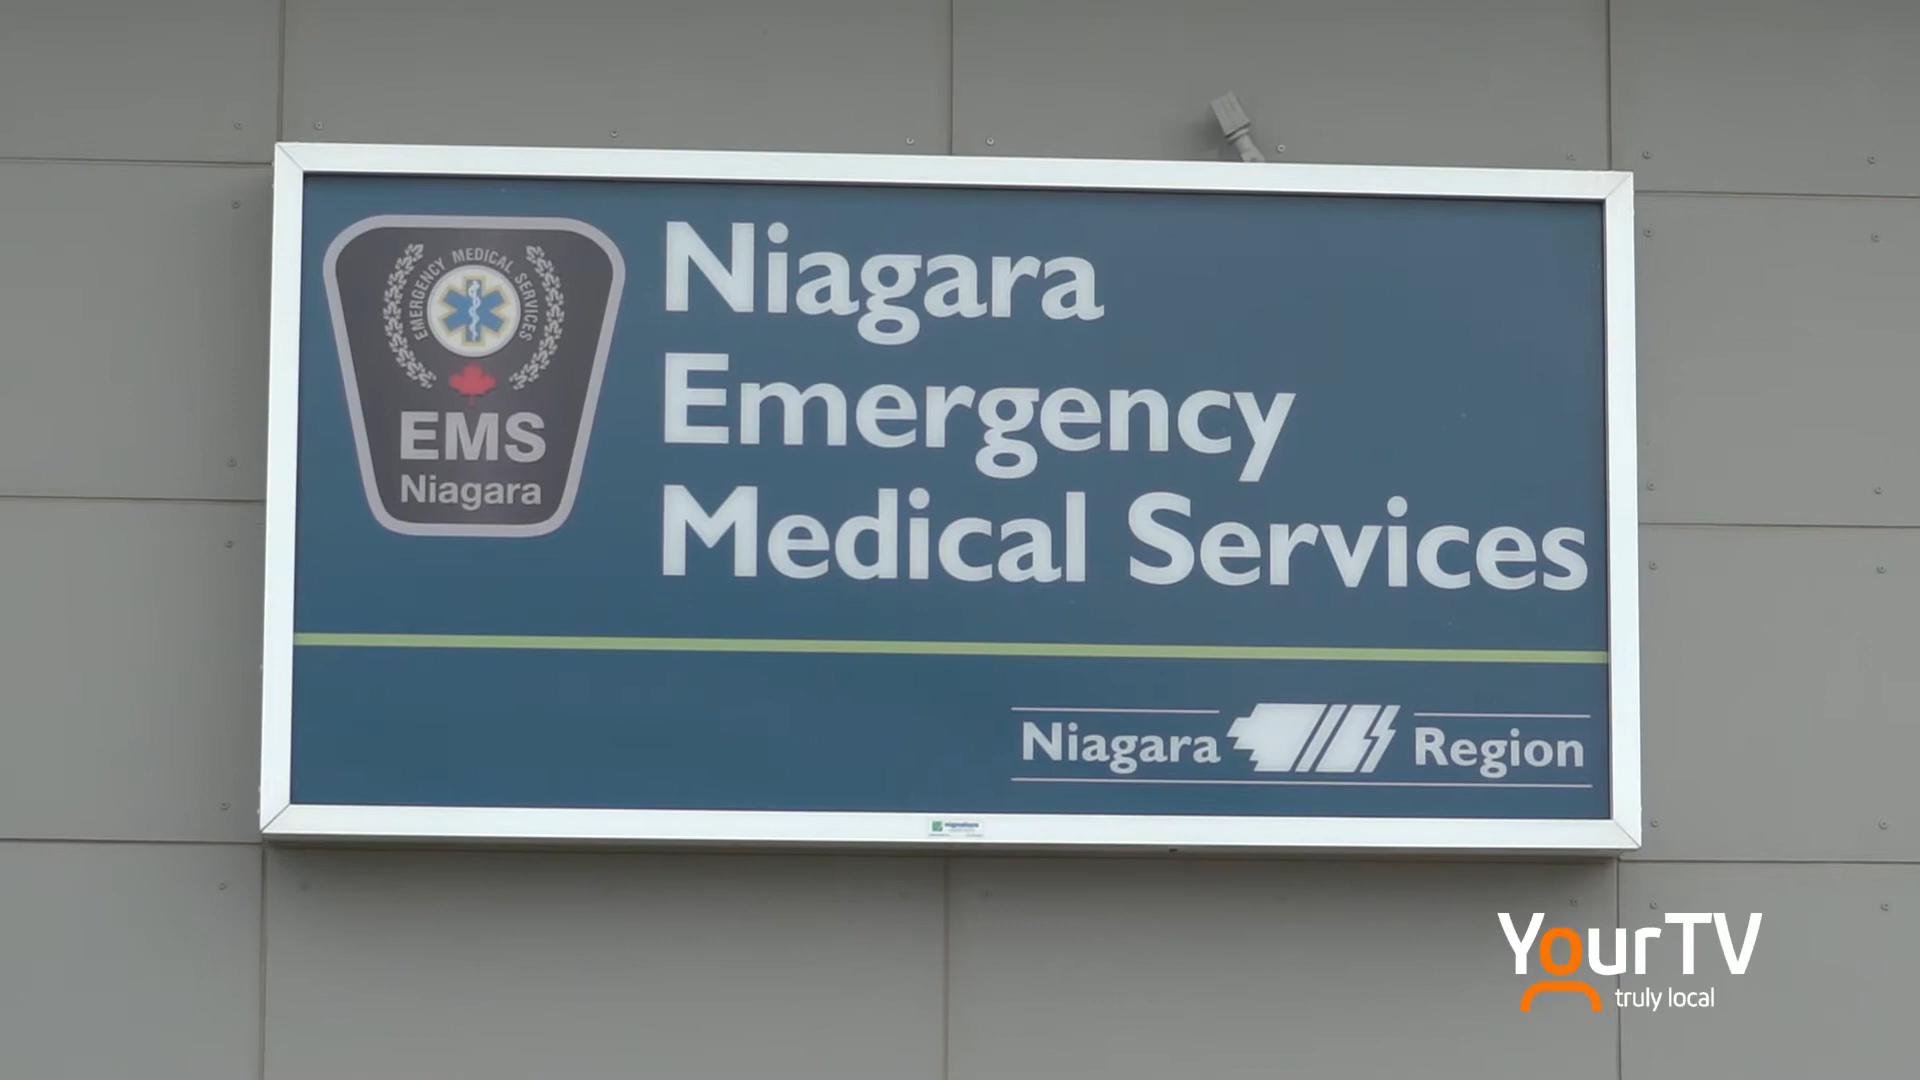 EMERGENCY MEDICAL SERVICES
EMS
Niagara
Niagara
Emergency
Medical Services
Niagara Region
YourTV
truly local